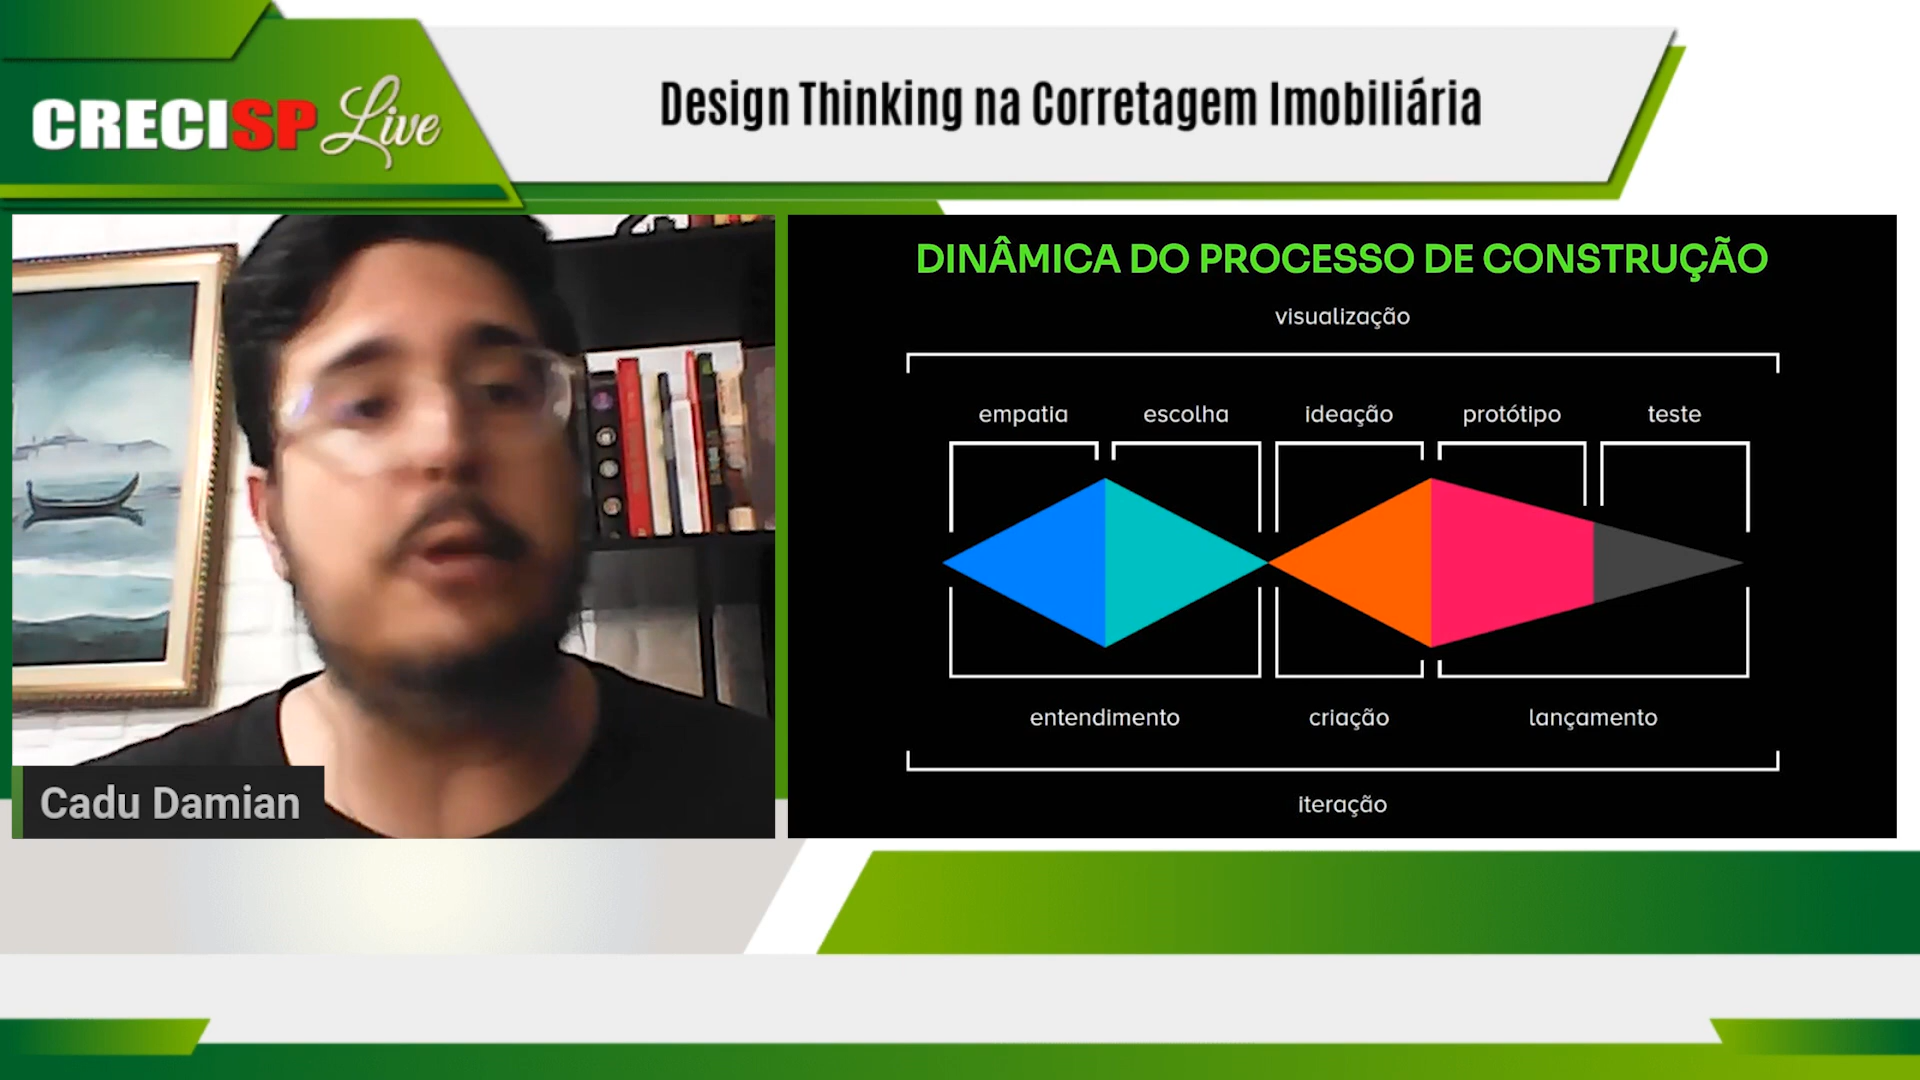 CRECISP Live
Design Thinking na Corretagem Imobiliária
DINÂMICA DO PROCESSO DE CONSTRUÇÃO
visualização
empatia escolha ideação protótipo teste
entendimento criação lançamento
iteração
Cadu Damian